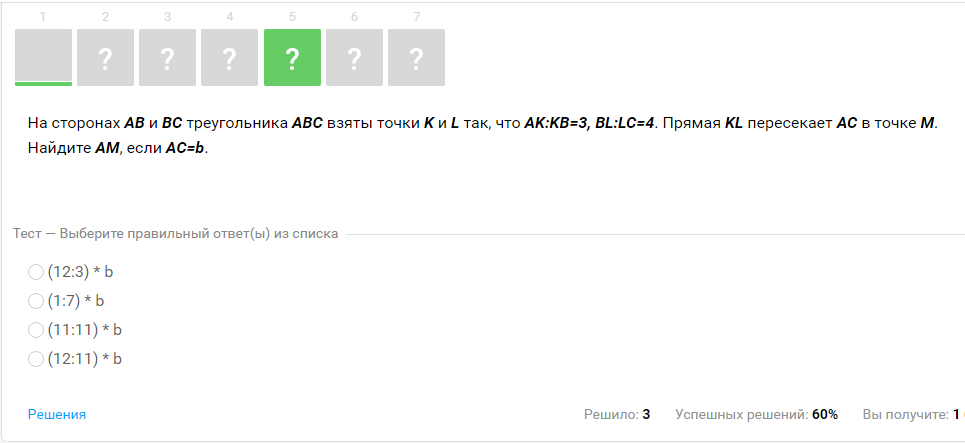 1 2 3 4 5 6 7
? ? ? ? ? ?
На сторонах AB и BC треугольника ABC взяты точки K и L так, что AK:KB=3, BL:LC=4. Прямая KL пересекает AC в точке M.
Найдите AM, если AC=b.
Тест — Выберите правильный ответ(ы) из списка
(12:3) * b
(1:7) * b
(11:11) * b
(12:11) * b
Решения Решило: 3 Успешных решений: 60% Вы получите: 1